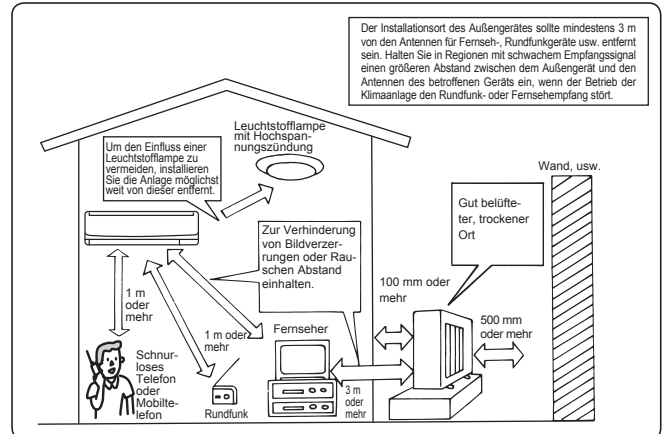 Der Installationsort des Außengerätes sollte mindestens 3 m
von den Antennen für Fernseh-, Rundfunkgeräte usw. entfernt
sein. Halten Sie in Regionen mit schwachem Empfangssignal
einen größeren Abstand zwischen dem Außengerät und den
Antennen des betroffenen Geräts ein, wenn der Betrieb der
Klimaanlage den Rundfunk- oder Fernsehempfang stört.
Leuchtstofflampe
mit Hochspan-
nungszündung
Um den Einfluss einer
Leuchtstofflampe zu
vermeiden, installieren
Sie die Anlage möglichst
weit von dieser entfernt.
Wand, usw.
Gut belüfte-
ter, trockener
Ort
Zur Verhinderung
von Bildverzer-
rungen oder Rau-
schen Abstand
einhalten.
100 mm oder
mehr
500 mm
oder mehr
1 m
oder
mehr
1 m oder
mehr
Fernseher
Schnur-
loses
Telefon
oder
Mobilte-
lefon
Rundfunk
3 m
oder
mehr